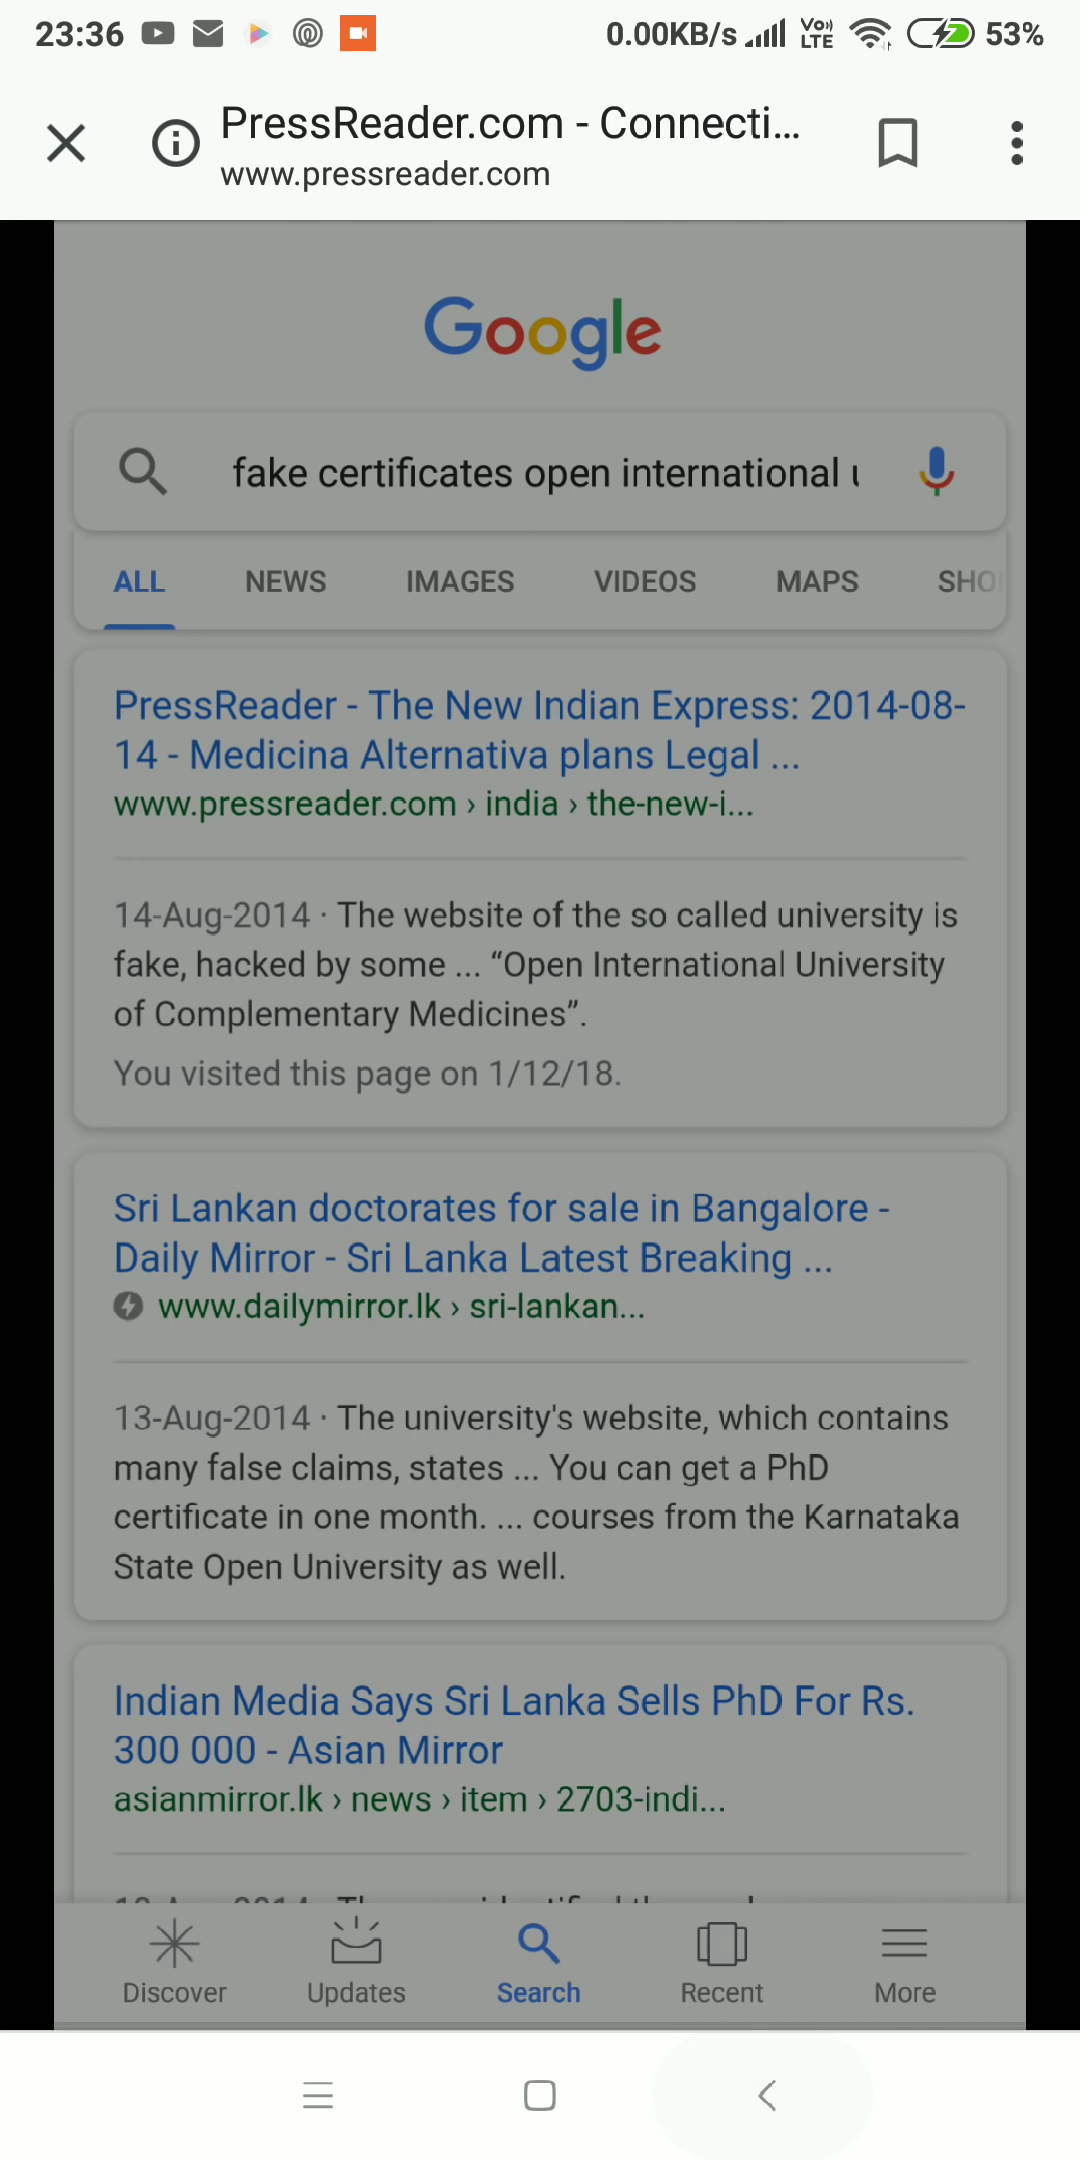 23:36 0.00KB/s Vo)) LTE 53%
PressReader.com - Connecti...
www.pressreader.com
Google
fake certificates open international
ALL NEWS IMAGES VIDEOS MAPS SHO
PressReader - The New Indian Express: 2014-08-
14 - Medicina Alternativa plans Legal ...
www.pressreader.com › india › the-new-i...
14-Aug-2014 · The website of the so called university is
fake, hacked by some ... “Open International University
of Complementary Medicines”.
You visited this page on 1/12/18.
Sri Lankan doctorates for sale in Bangalore -
Daily Mirror - Sri Lanka Latest Breaking ...
www.dailymirror.lk › sri-lankan...
13-Aug-2014 · The university's website, which contains
many false claims, states ... You can get a PhD
certificate in one month. ... courses from the Karnataka
State Open University as well.
Indian Media Says Sri Lanka Sells PhD For Rs.
300 000 - Asian Mirror
asianmirror.lk › news › item › 2703-indi...
Discover Updates Search Recent More